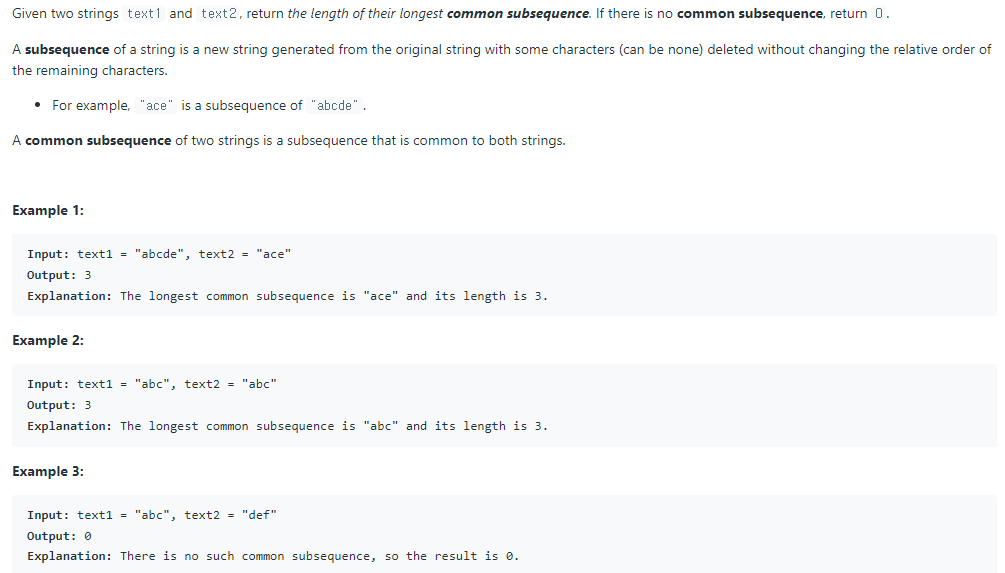 Given two strings text1 and text2, return the length of their longest common subsequence. If there is no common subsequence, return 0.
A subsequence of a string is a new string generated from the original string with some characters (can be none) deleted without changing the relative order of
the remaining characters.
• For example, "ace" is a subsequence of "abcde".
A common subsequence of two strings is a subsequence that is common to both strings.
Example 1:
Input: text1 = "abcde", text2 = "ace"
Output: 3
Explanation: The longest common subsequence is "ace" and its length is 3.
Example 2:
Input: text1 = "abc", text2 = "abc"
Output: 3
Explanation: The longest common subsequence is "abc" and its length is 3.
Example 3:
Input: text1 = "abc", text2 = "def"
Output: 0
Explanation: There is no such common subsequence, so the result is 0.